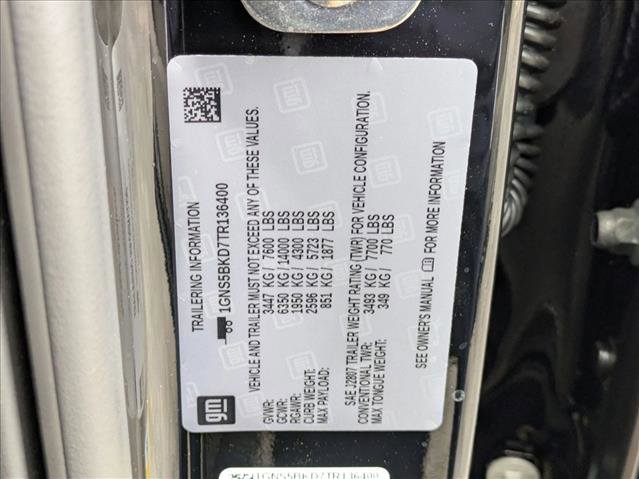 TRAILERING INFORMATION
1GNS5BKD7TR136400
VEHICLE AND TRAILER MUST NOT EXCEED ANY OF THESE VALUES.
GVWR: 3447 KG / 7600 LBS
GCWR: 6350 KG / 14000 LBS
RGAWR: 1950 KG / 4300 LBS
CURB WEIGHT: 2596 KG / 5723 LBS
MAX PAYLOAD: 851 KG / 1877 LBS
SAE J2807 TRAILER WEIGHT RATING (TWR) FOR VEHICLE CONFIGURATION.
CONVENTIONAL TWR: 3493 KG / 7700 LBS
MAX TONGUE WEIGHT: 349 KG / 770 LBS
SEE OWNER'S MANUAL FOR MORE INFORMATION
gm
1GNS5BKD7TR136400